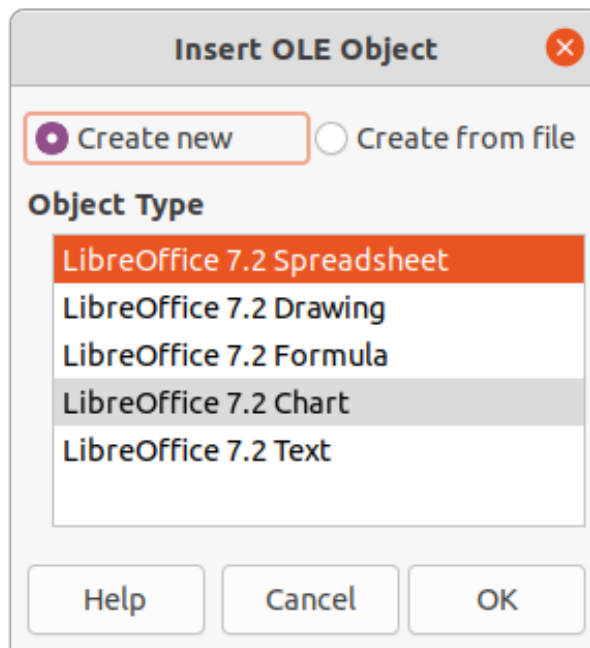 Insert OLE Object
Create new Create from file
Object Type
LibreOffice 7.2 Spreadsheet
LibreOffice 7.2 Drawing
LibreOffice 7.2 Formula
LibreOffice 7.2 Chart
LibreOffice 7.2 Text
Help Cancel OK